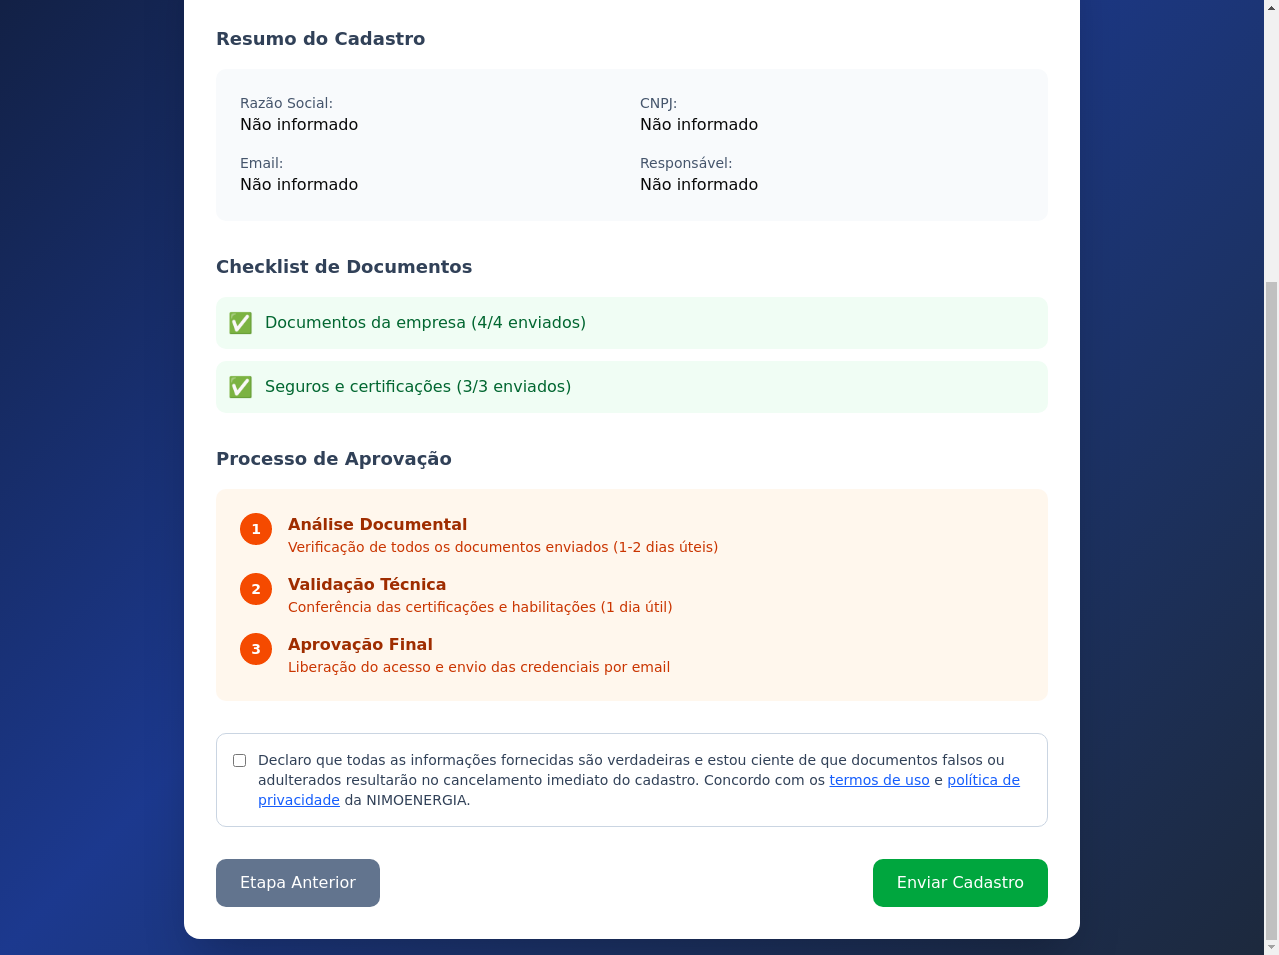 Resumo do Cadastro
Razão Social:
Não informado
CNPJ:
Não informado
Email:
Não informado
Responsável:
Não informado
Checklist de Documentos
✅ Documentos da empresa (4/4 enviados)
✅ Seguros e certificações (3/3 enviados)
Processo de Aprovação
1 Análise Documental
Verificação de todos os documentos enviados (1-2 dias úteis)
2 Validação Técnica
Conferência das certificações e habilitações (1 dia útil)
3 Aprovação Final
Liberação do acesso e envio das credenciais por email
Declaro que todas as informações fornecidas são verdadeiras e estou ciente de que documentos falsos ou
adulterados resultarão no cancelamento imediato do cadastro. Concordo com os termos de uso e política de
privacidade da NIMOENERGIA.
Etapa Anterior
Enviar Cadastro